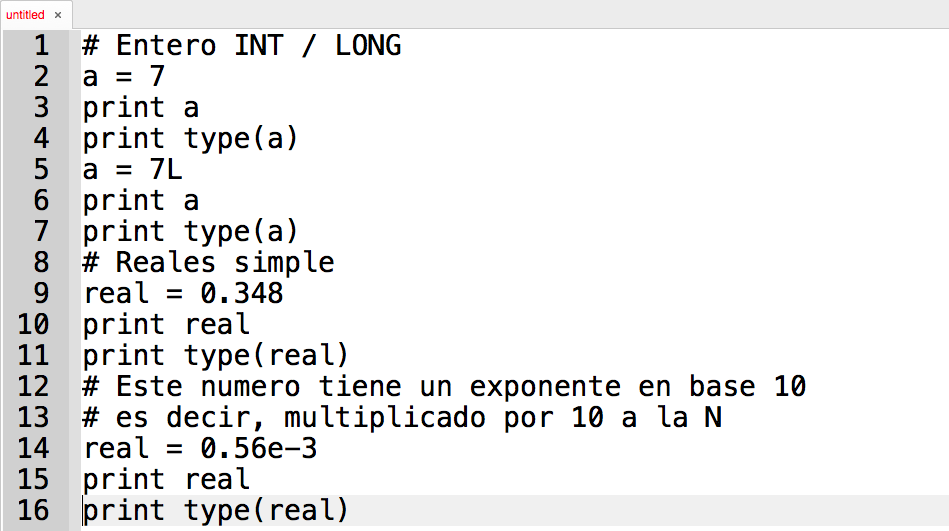 untitled ×
1 # Entero INT / LONG
2 a = 7
3 print a
4 print type(a)
5 a = 7L
6 print a
7 print type(a)
8 # Reales simple
9 real = 0.348
10 print real
11 print type(real)
12 # Este numero tiene un exponente en base 10
13 # es decir, multiplicado por 10 a la N
14 real = 0.56e-3
15 print real
16 print type(real)